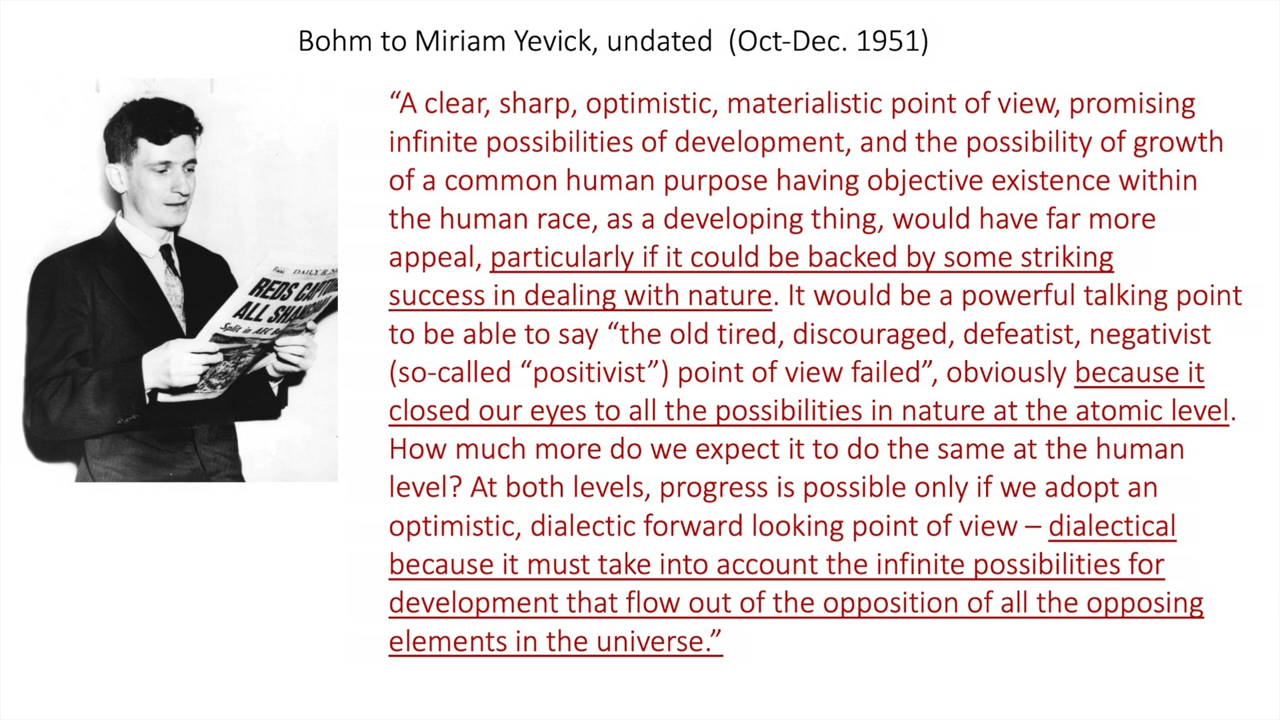 Bohm to Miriam Yevick, undated (Oct-Dec. 1951)
“A clear, sharp, optimistic, materialistic point of view, promising
infinite possibilities of development, and the possibility of growth
of a common human purpose having objective existence within
the human race, as a developing thing, would have far more
appeal, particularly if it could be backed by some striking
success in dealing with nature. It would be a powerful talking point
to be able to say “the old tired, discouraged, defeatist, negativist
(so-called “positivist”) point of view failed”, obviously because it
closed our eyes to all the possibilities in nature at the atomic level.
How much more do we expect it to do the same at the human
level? At both levels, progress is possible only if we adopt an
optimistic, dialectic forward looking point of view – dialectical
because it must take into account the infinite possibilities for
development that flow out of the opposition of all the opposing
elements in the universe.”
DAILY
REDS
ALL
Split in